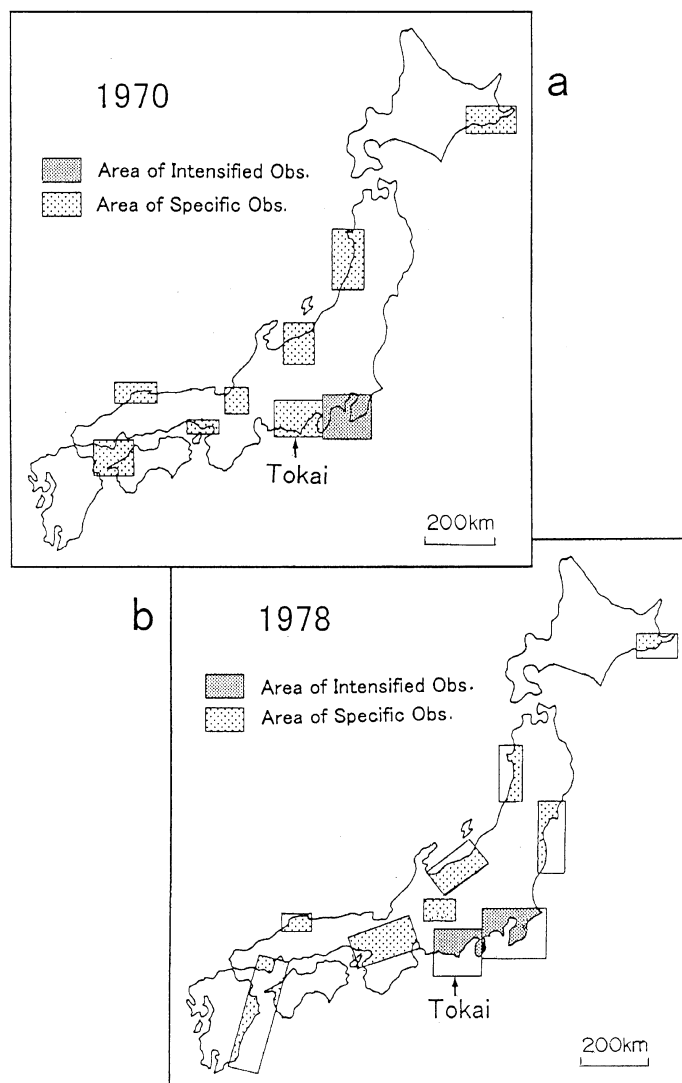 a
1970
Area of Intensified Obs.
Area of Specific Obs.
Tokai
200km
b
1978
Area of Intensified Obs.
Area of Specific Obs.
Tokai
200km